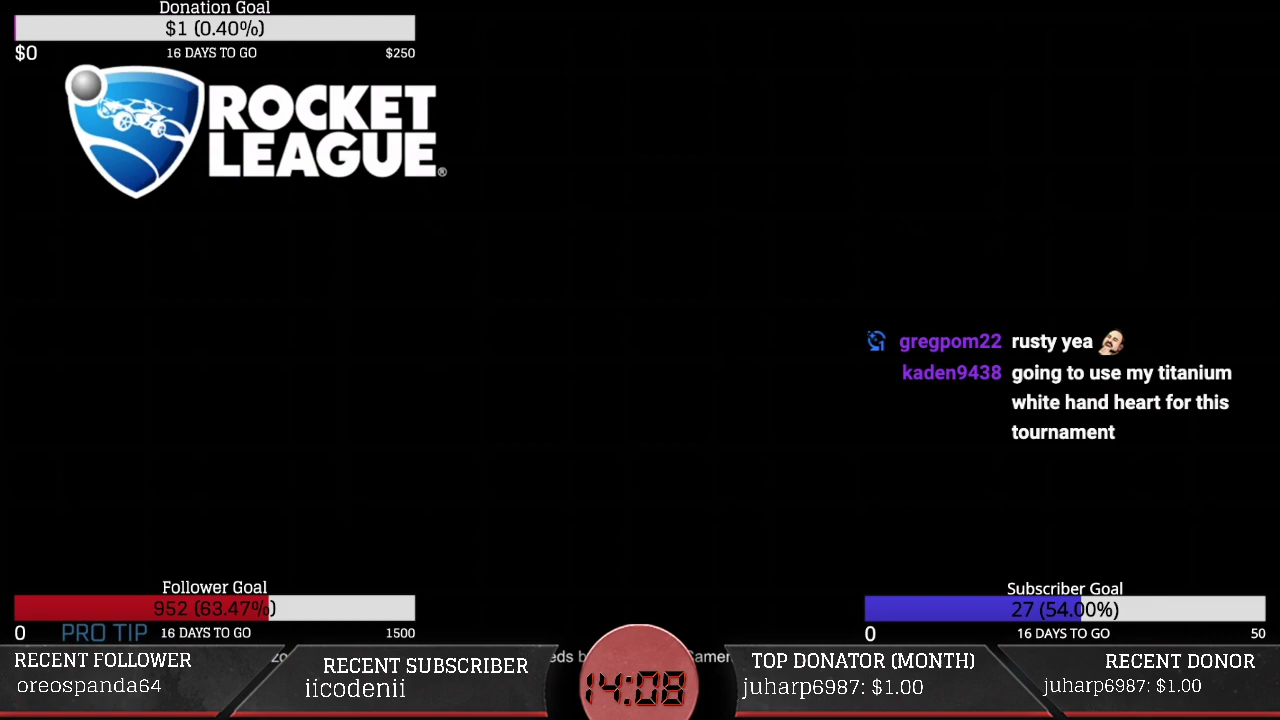 Donation Goal
$1 (0.40%)
$0 16 DAYS TO GO $250
ROCKET
LEAGUE®
gregpom22 rusty yea
kaden9438 going to use my titanium
white hand heart for this
tournament
Follower Goal
952 (63.47%)
0 PRO TIP 16 DAYS TO GO 1500
Subscriber Goal
27 (54.00%)
0 16 DAYS TO GO 50
RECENT FOLLOWER
oreospanda64
RECENT SUBSCRIBER
iicodenii
14:08
TOP DONATOR (MONTH)
juharp6987: $1.00
RECENT DONOR
juharp6987: $1.00